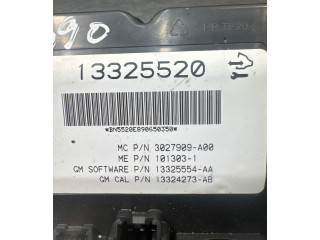 90
13325520
*BN5520E890650350*
MC P/N 3027909-A00
ME P/N 101303-1
GM SOFTWARE P/N 13325554-AA
GM CAL P/N 13324273-AB